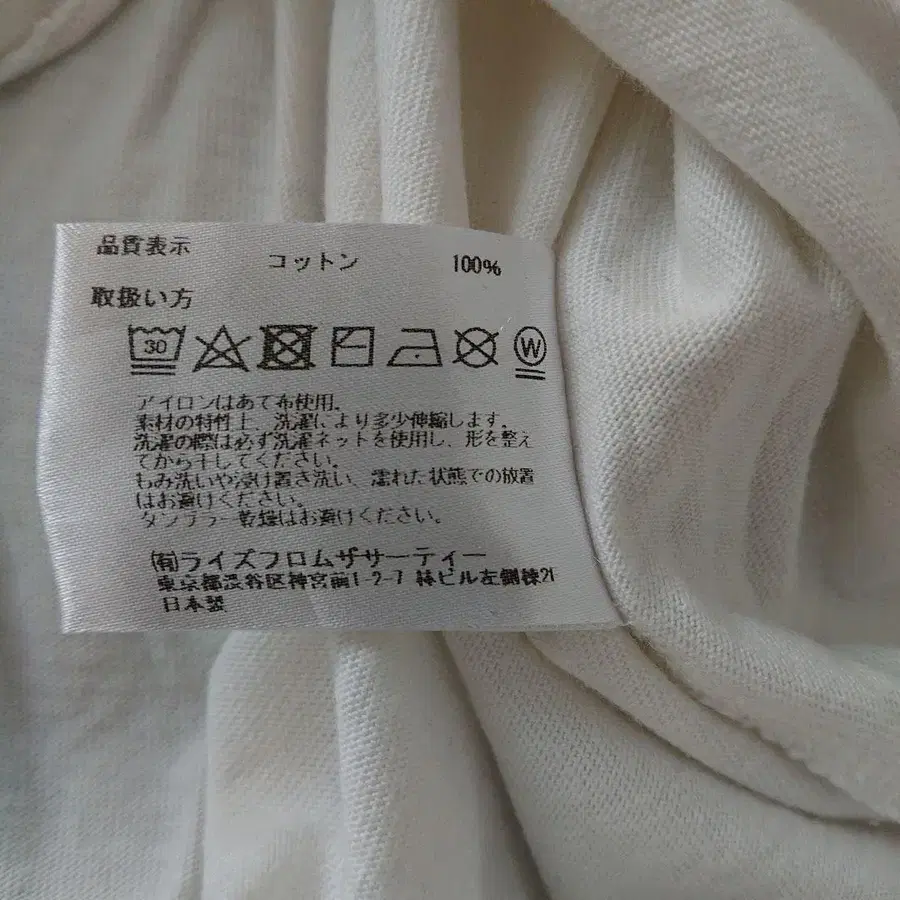 品質表示
コットン 100%
取扱い方
30
W
アイロンはあて布使用。
素材の特性上、洗濯により多少伸縮します。
洗濯の際は必ず洗濯ネットを使用し、形を整え
てから干してください。
もみ洗いや浸け置き洗い、濡れた状態での放置
はお避けください。
タンブラー乾燥はお避けください。
(有)ライズフロムザサーティー
東京都渋谷区神宮前1-2-7 林ビル左側棟21
日本製